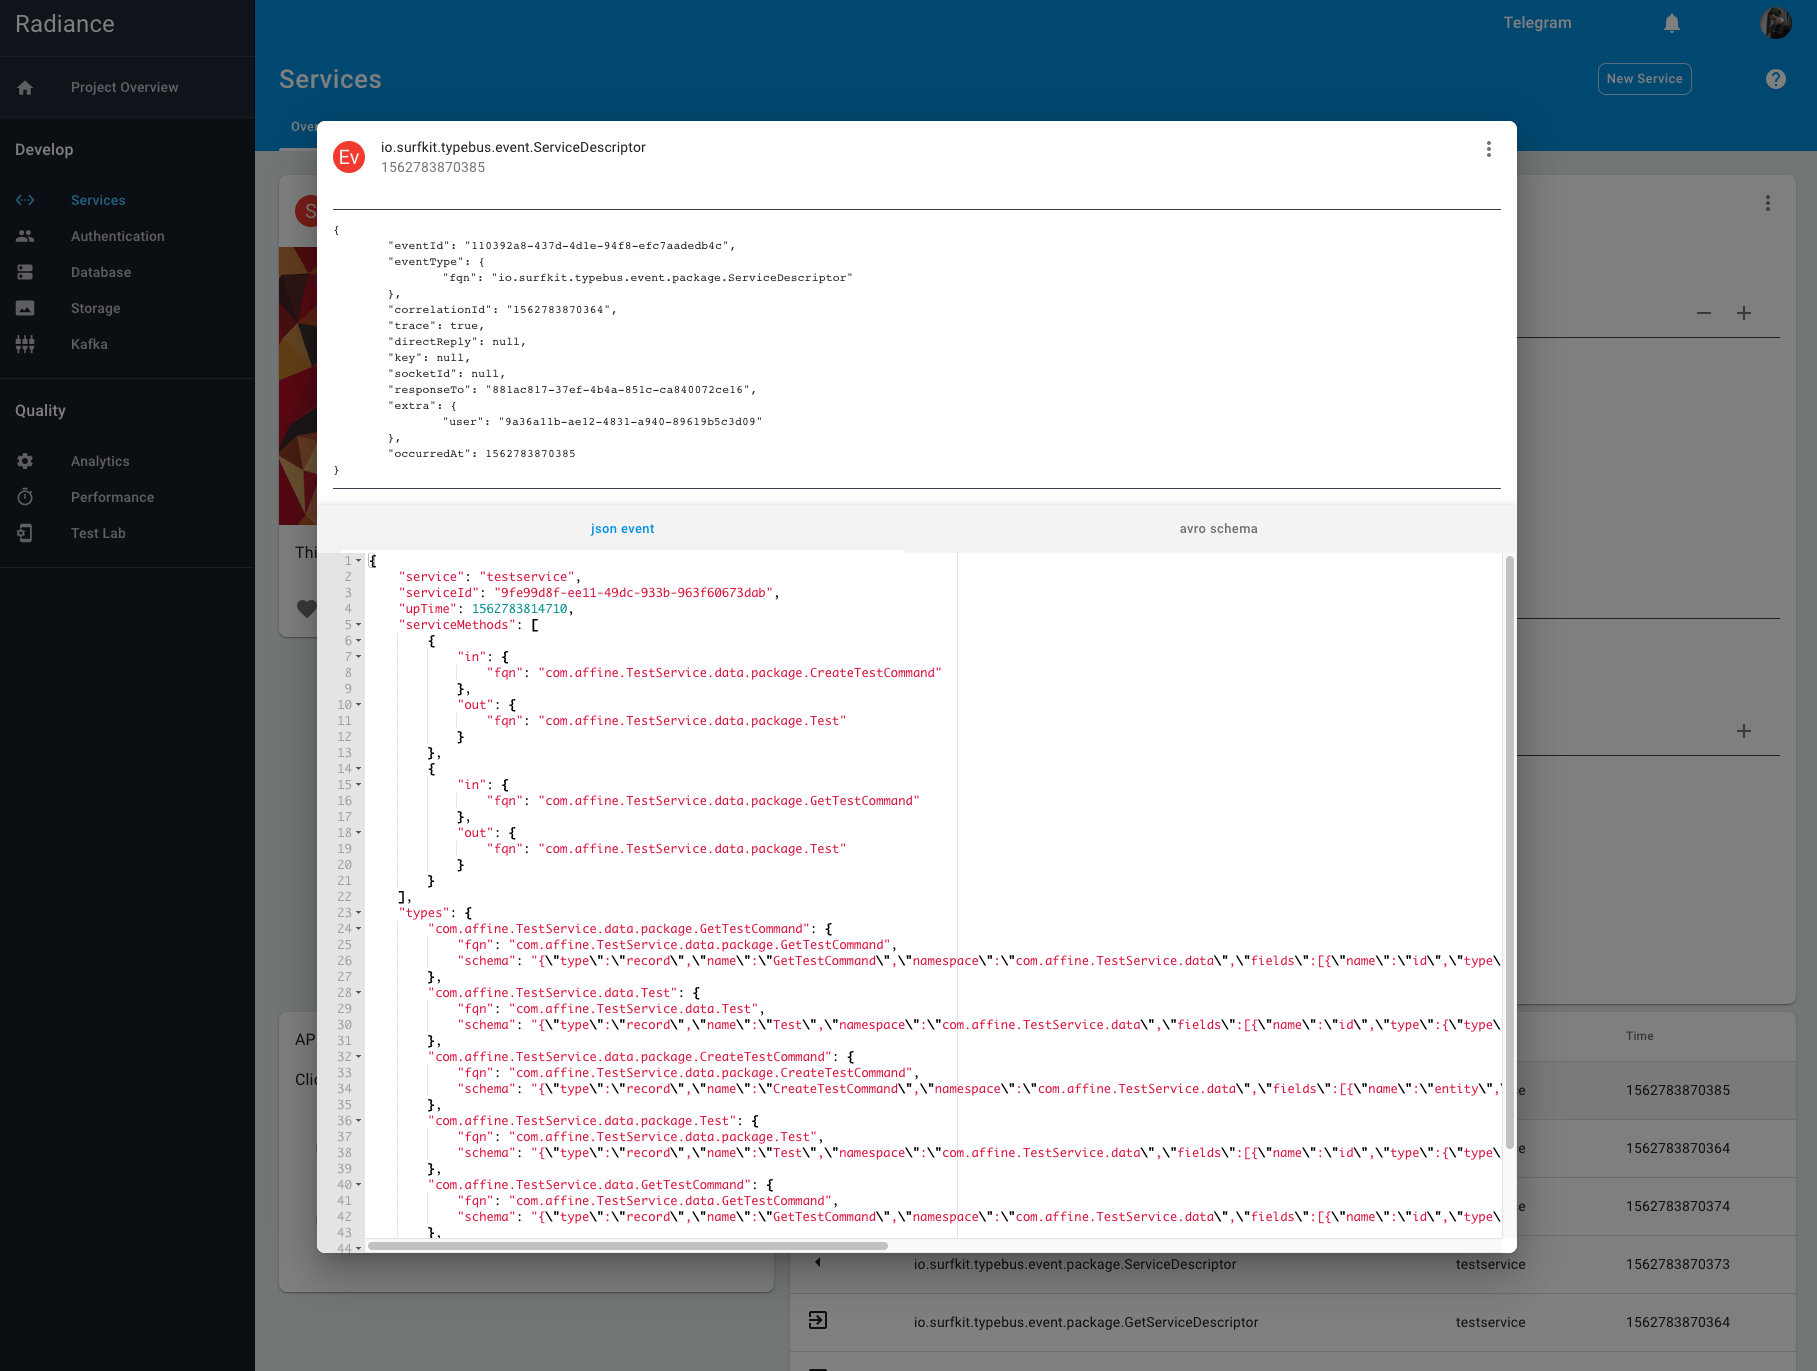 Radiance
Telegram
Project Overview
Services
New Service
Develop
Services
Authentication
Database
Storage
Kafka
Quality
Analytics
Performance
Test Lab
Ev
io.surfkit.typebus.event.ServiceDescriptor
1562783870385
{
"eventId": "110392a8-437d-4d1e-94f8-efc7aadedb4c",
"eventType": {
"fqn": "io.surfkit.typebus.event.package.ServiceDescriptor"
},
"correlationId": "1562783870364",
"trace": true,
"directReply": null,
"key": null,
"socketId": null,
"responseTo": "881ac817-37ef-4b4a-851c-ca840072ce16",
"extra": {
"user": "9a36a11b-ae12-4831-a940-89619b5c3d09"
},
"occurredAt": 1562783870385
}
json event
avro schema
1 {
2 "service": "testservice",
3 "serviceId": "9fe99d8f-ee11-49dc-933b-963f60673dab",
4 "upTime": 1562783814710,
5 "serviceMethods": [
6 {
7 "in": {
8 "fqn": "com.affine.TestService.data.package.CreateTestCommand"
9 },
10 "out": {
11 "fqn": "com.affine.TestService.data.package.Test"
12 }
13 },
14 {
15 "in": {
16 "fqn": "com.affine.TestService.data.package.GetTestCommand"
17 },
18 "out": {
19 "fqn": "com.affine.TestService.data.package.Test"
20 }
21 }
22 ],
23 "types": {
24 "com.affine.TestService.data.package.GetTestCommand": {
25 "fqn": "com.affine.TestService.data.package.GetTestCommand",
26 "schema": "{\"type\":\"record\",\"name\":\"GetTestCommand\",\"namespace\":\"com.affine.TestService.data\",\"fields\":[{\"name\":\"id\",\"type\
27 },
28 "com.affine.TestService.data.Test": {
29 "fqn": "com.affine.TestService.data.Test",
30 "schema": "{\"type\":\"record\",\"name\":\"Test\",\"namespace\":\"com.affine.TestService.data\",\"fields\":[{\"name\":\"id\",\"type\":{\"type\
31 },
32 "com.affine.TestService.data.package.CreateTestCommand": {
33 "fqn": "com.affine.TestService.data.package.CreateTestCommand",
34 "schema": "{\"type\":\"record\",\"name\":\"CreateTestCommand\",\"namespace\":\"com.affine.TestService.data\",\"fields\":[{\"name\":\"entity\",
35 },
36 "com.affine.TestService.data.package.Test": {
37 "fqn": "com.affine.TestService.data.package.Test",
38 "schema": "{\"type\":\"record\",\"name\":\"Test\",\"namespace\":\"com.affine.TestService.data\",\"fields\":[{\"name\":\"id\",\"type\":{\"type\
39 },
40 "com.affine.TestService.data.GetTestCommand": {
41 "fqn": "com.affine.TestService.data.GetTestCommand",
42 "schema": "{\"type\":\"record\",\"name\":\"GetTestCommand\",\"namespace\":\"com.affine.TestService.data\",\"fields\":[{\"name\":\"id\",\"type\
43 },
44
Time
1562783870385
1562783870364
1562783870374
io.surfkit.typebus.event.package.ServiceDescriptor testservice 1562783870373
io.surfkit.typebus.event.package.GetServiceDescriptor testservice 1562783870364